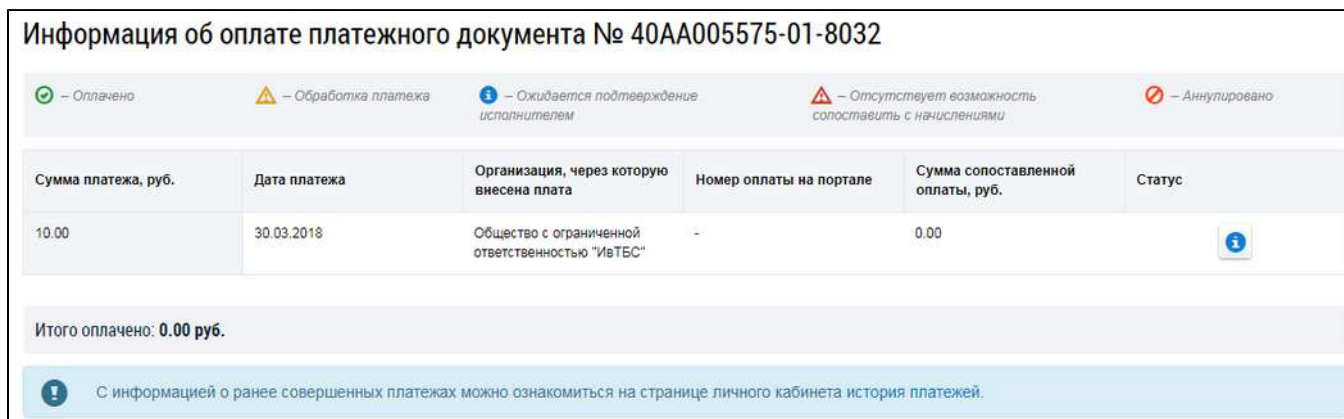 Информация об оплате платежного документа № 40АА005575-01-8032
– Оплачено
– Обработка платежа
– Ожидается подтверждение
исполнителем
– Отсутствует возможность
сопоставить с начислениями
– Аннулировано
Сумма платежа, руб.
Дата платежа
Организация, через которую
внесена плата
Номер оплаты на портале
Сумма сопоставленной
оплаты, руб.
Статус
10.00
30.03.2018
Общество с ограниченной
ответственностью "ИвТБС"
-
0.00
Итого оплачено: 0.00 руб.
С информацией о ранее совершенных платежах можно ознакомиться на странице личного кабинета история платежей.